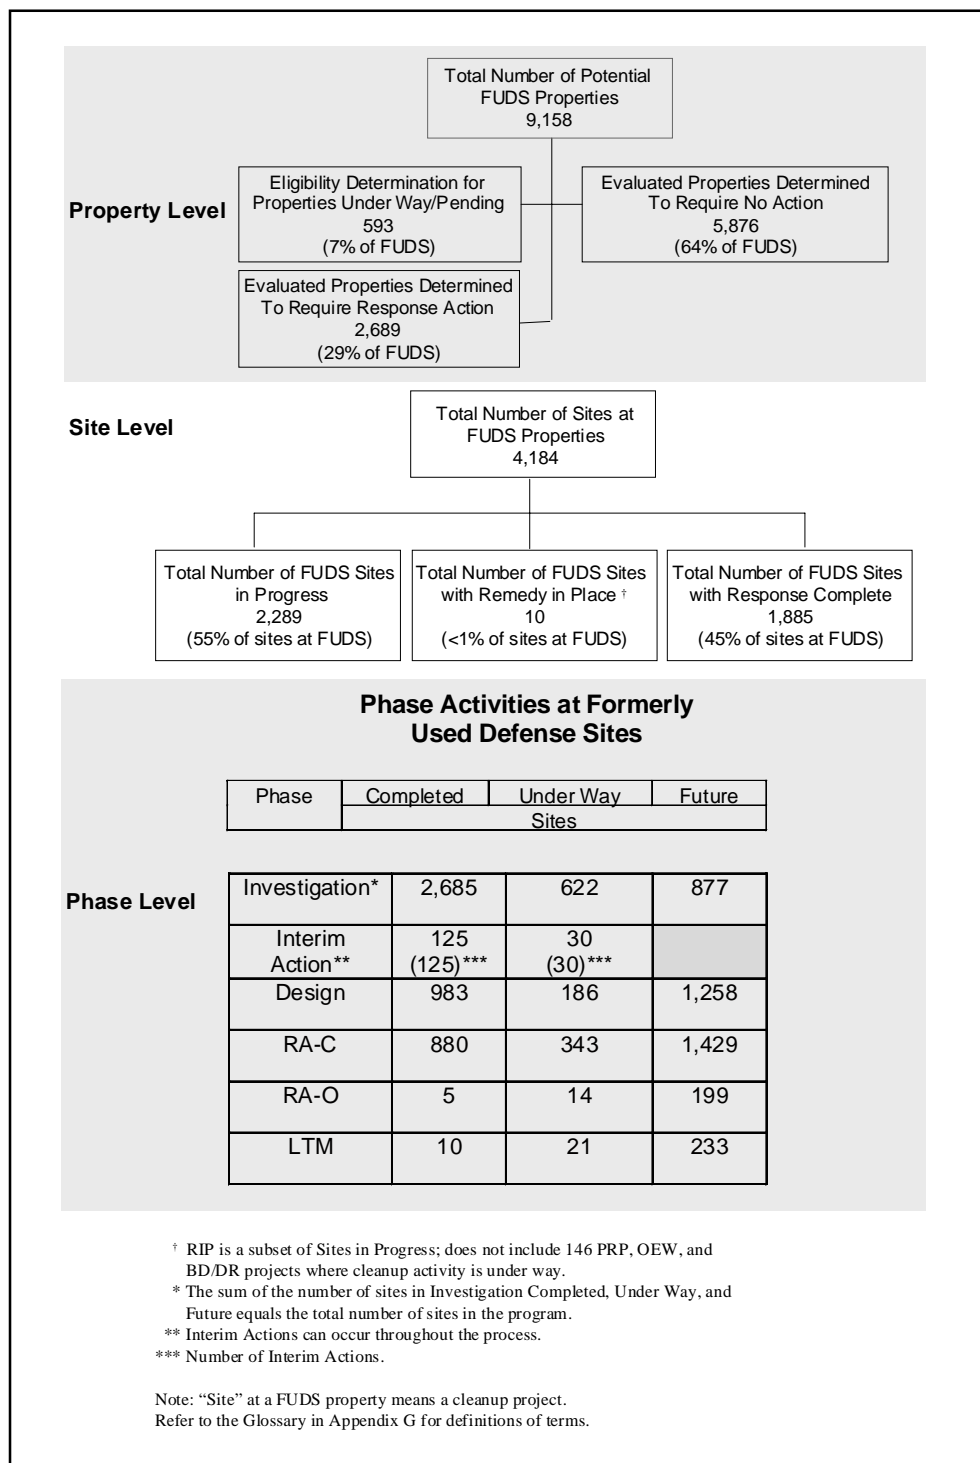 Total Number of Potential
FUDS Properties
9,158
Property Level
Eligibility Determination for
Properties Under Way/Pending
593
(7% of FUDS)
Evaluated Properties Determined
To Require No Action
5,876
(64% of FUDS)
Evaluated Properties Determined
To Require Response Action
2,689
(29% of FUDS)
Site Level
Total Number of Sites at
FUDS Properties
4,184
Total Number of FUDS Sites
in Progress
2,289
(55% of sites at FUDS)
Total Number of FUDS Sites
with Remedy in Place †
10
(<1% of sites at FUDS)
Total Number of FUDS Sites
with Response Complete
1,885
(45% of sites at FUDS)
Phase Activities at Formerly
Used Defense Sites
Phase Completed Under Way Future
Sites
Phase Level
Investigation* 2,685 622 877
Interim 125 30
Action** (125)*** (30)***
Design 983 186 1,258
RA-C 880 343 1,429
RA-O 5 14 199
LTM 10 21 233
† RIP is a subset of Sites in Progress; does not include 146 PRP, OEW, and
BD/DR projects where cleanup activity is under way.
* The sum of the number of sites in Investigation Completed, Under Way, and
Future equals the total number of sites in the program.
** Interim Actions can occur throughout the process.
*** Number of Interim Actions.
Note: “Site” at a FUDS property means a cleanup project.
Refer to the Glossary in Appendix G for definitions of terms.